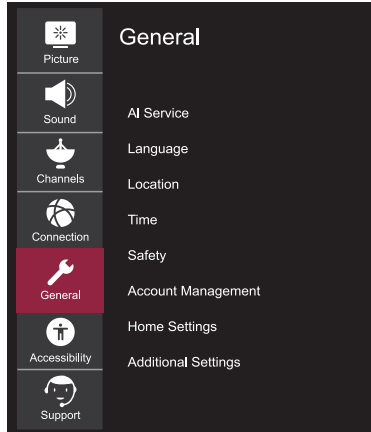 Picture
Sound
Channels
Connection
General
Accessibility
Support
General
AI Service
Language
Location
Time
Safety
Account Management
Home Settings
Additional Settings